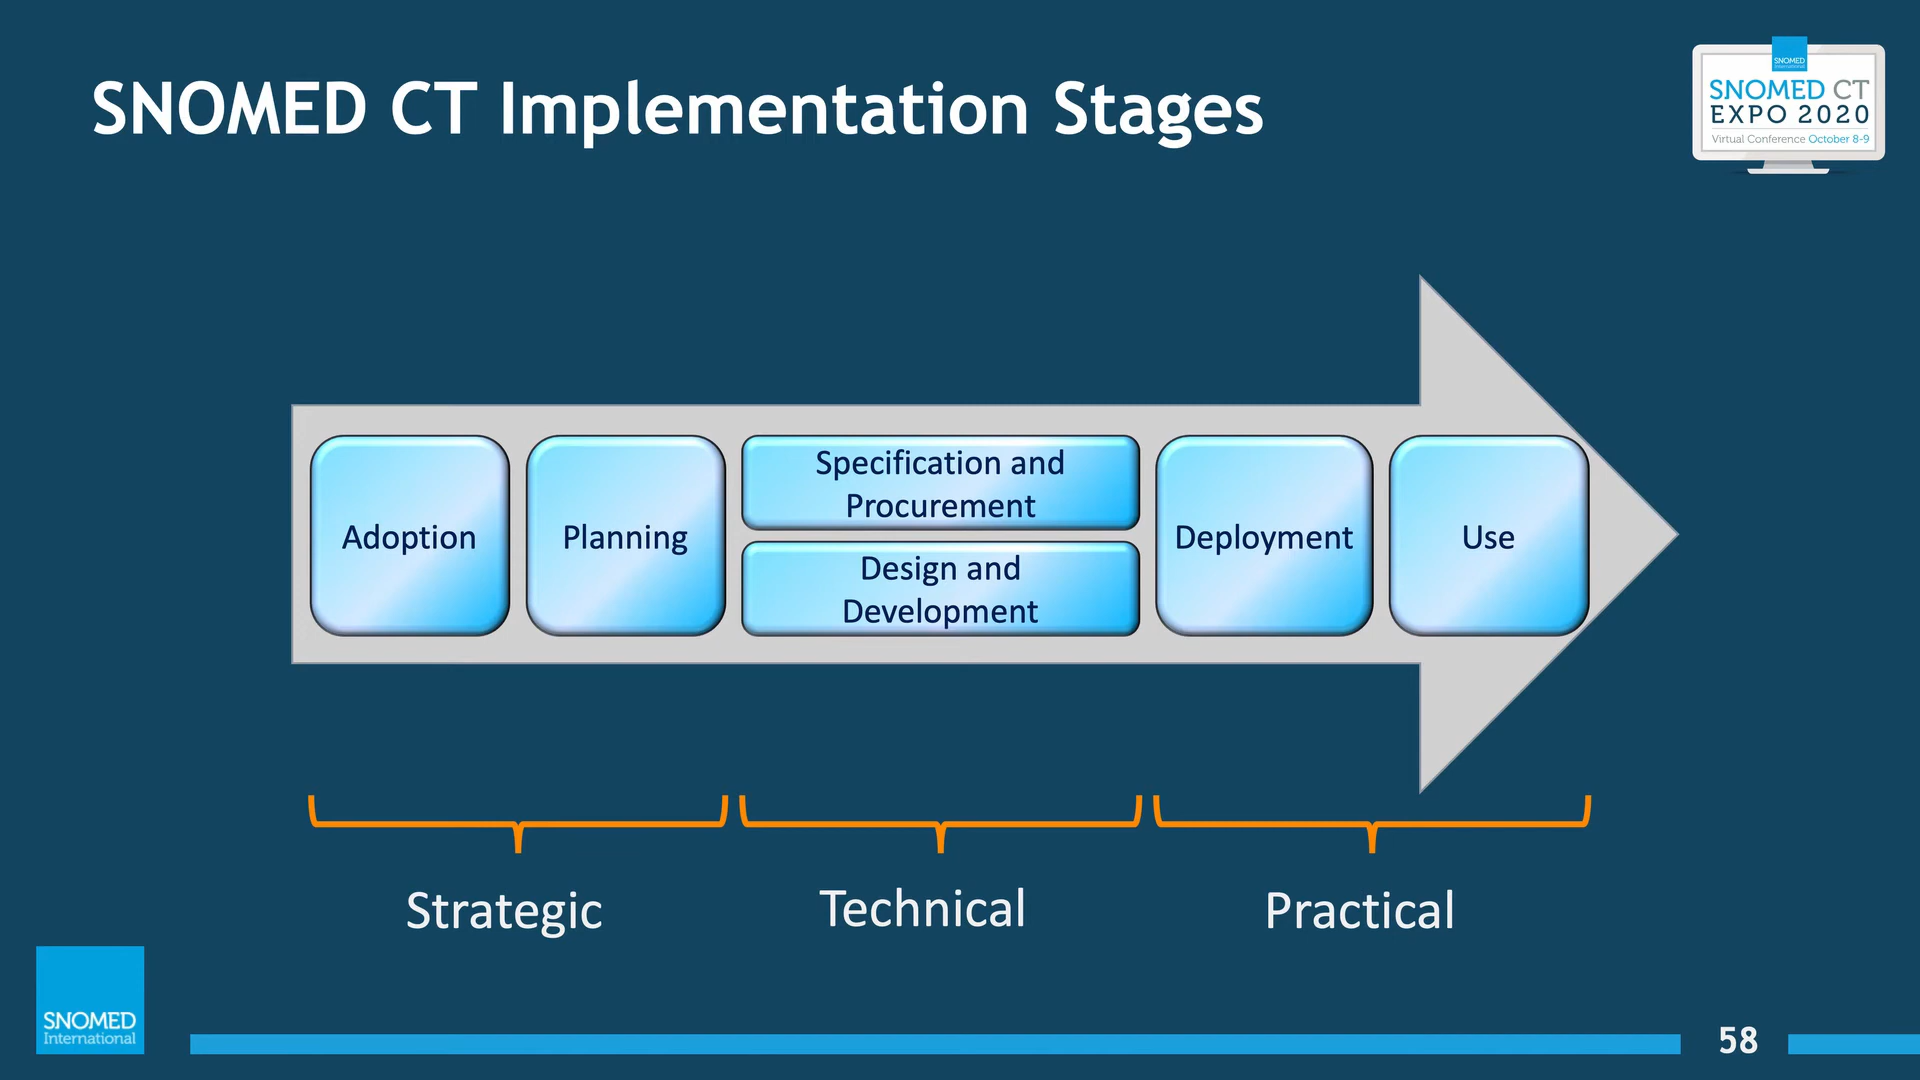 SNOMED CT Implementation Stages
SNOMED
International
SNOMED CT
EXPO 2020
Virtual Conference October 8-9
Adoption
Planning
Specification and
Procurement
Design and
Development
Deployment
Use
Strategic
Technical
Practical
SNOMED
International
58